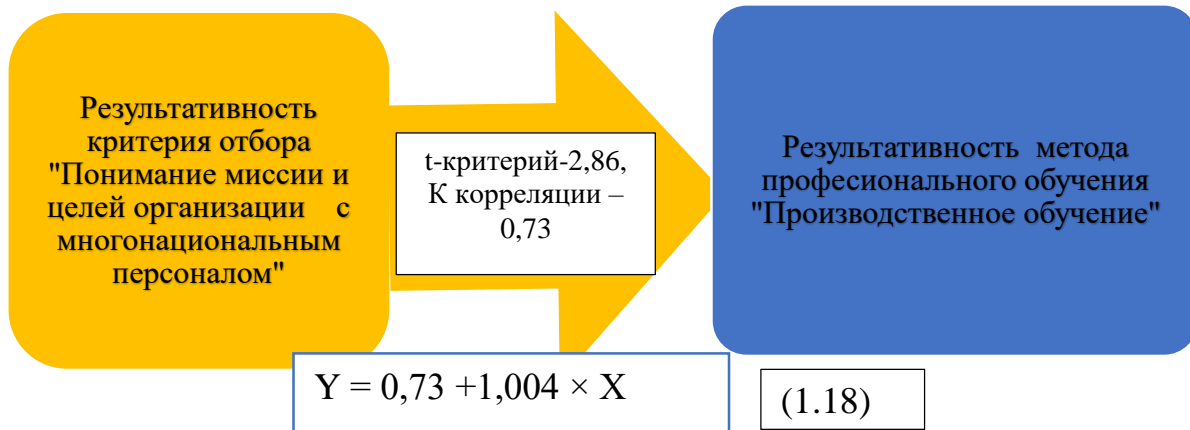 Результативность
критерия отбора
"Понимание миссии и
целей организации с
многонациональным
персоналом"
t-критерий-2,86,
К корреляции –
0,73
Результативность метода
професионального обучения
"Производственное обучение"
Y = 0,73 +1,004 × X
(1.18)